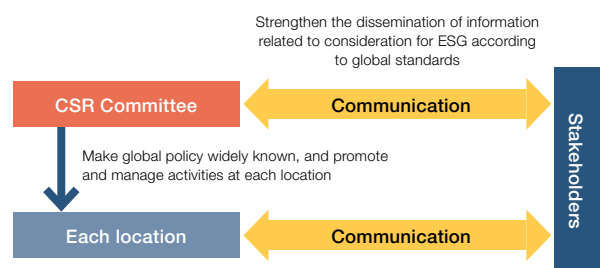 Strengthen the dissemination of information
related to consideration for ESG according
to global standards
CSR Committee
Communication
Stakeholders
Make global policy widely known, and promote
and manage activities at each location
Each location
Communication